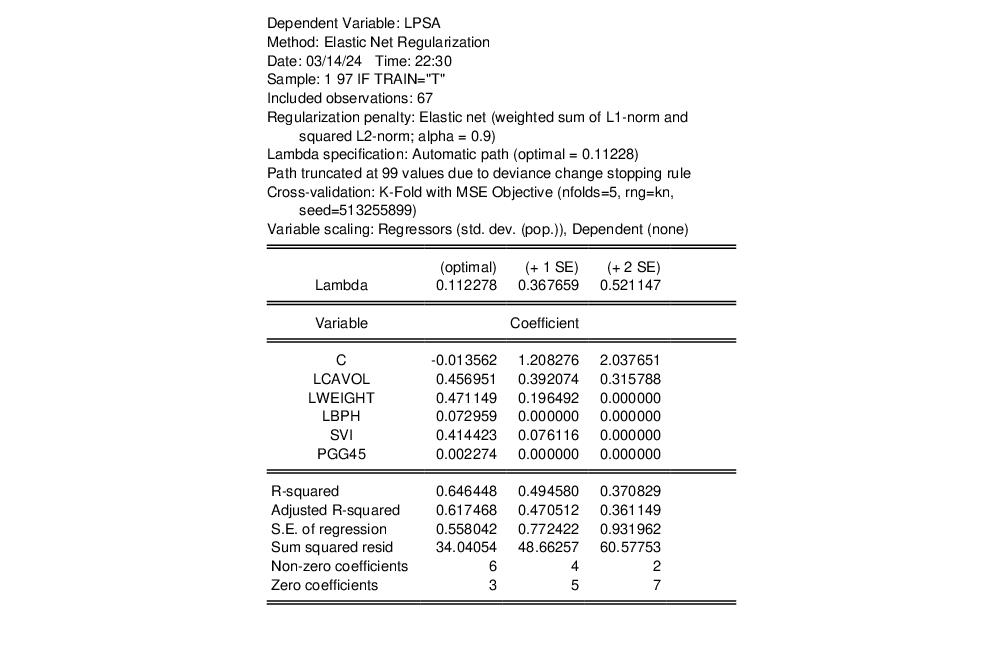 Dependent Variable: LPSA
Method: Elastic Net Regularization
Date: 03/14/24 Time: 22:30
Sample: 1 97 IF TRAIN="T"
Included observations: 67
Regularization penalty: Elastic net (weighted sum of L1-norm and
squared L2-norm; alpha = 0.9)
Lambda specification: Automatic path (optimal = 0.11228)
Path truncated at 99 values due to deviance change stopping rule
Cross-validation: K-Fold with MSE Objective (nfolds=5, rng=kn,
seed=513255899)
Variable scaling: Regressors (std. dev. (pop.)), Dependent (none)
(optimal) (+ 1 SE) (+ 2 SE)
Lambda 0.112278 0.367659 0.521147
Variable Coefficient
C -0.013562 1.208276 2.037651
LCAVOL 0.456951 0.392074 0.315788
LWEIGHT 0.471149 0.196492 0.000000
LBPH 0.072959 0.000000 0.000000
SVI 0.414423 0.076116 0.000000
PGG45 0.002274 0.000000 0.000000
R-squared 0.646448 0.494580 0.370829
Adjusted R-squared 0.617468 0.470512 0.361149
S.E. of regression 0.558042 0.772422 0.931962
Sum squared resid 34.04054 48.66257 60.57753
Non-zero coefficients 6 4 2
Zero coefficients 3 5 7